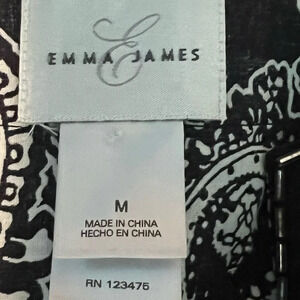 EMMA JAMES
M
MADE IN CHINA
HECHO EN CHINA
RN 123475